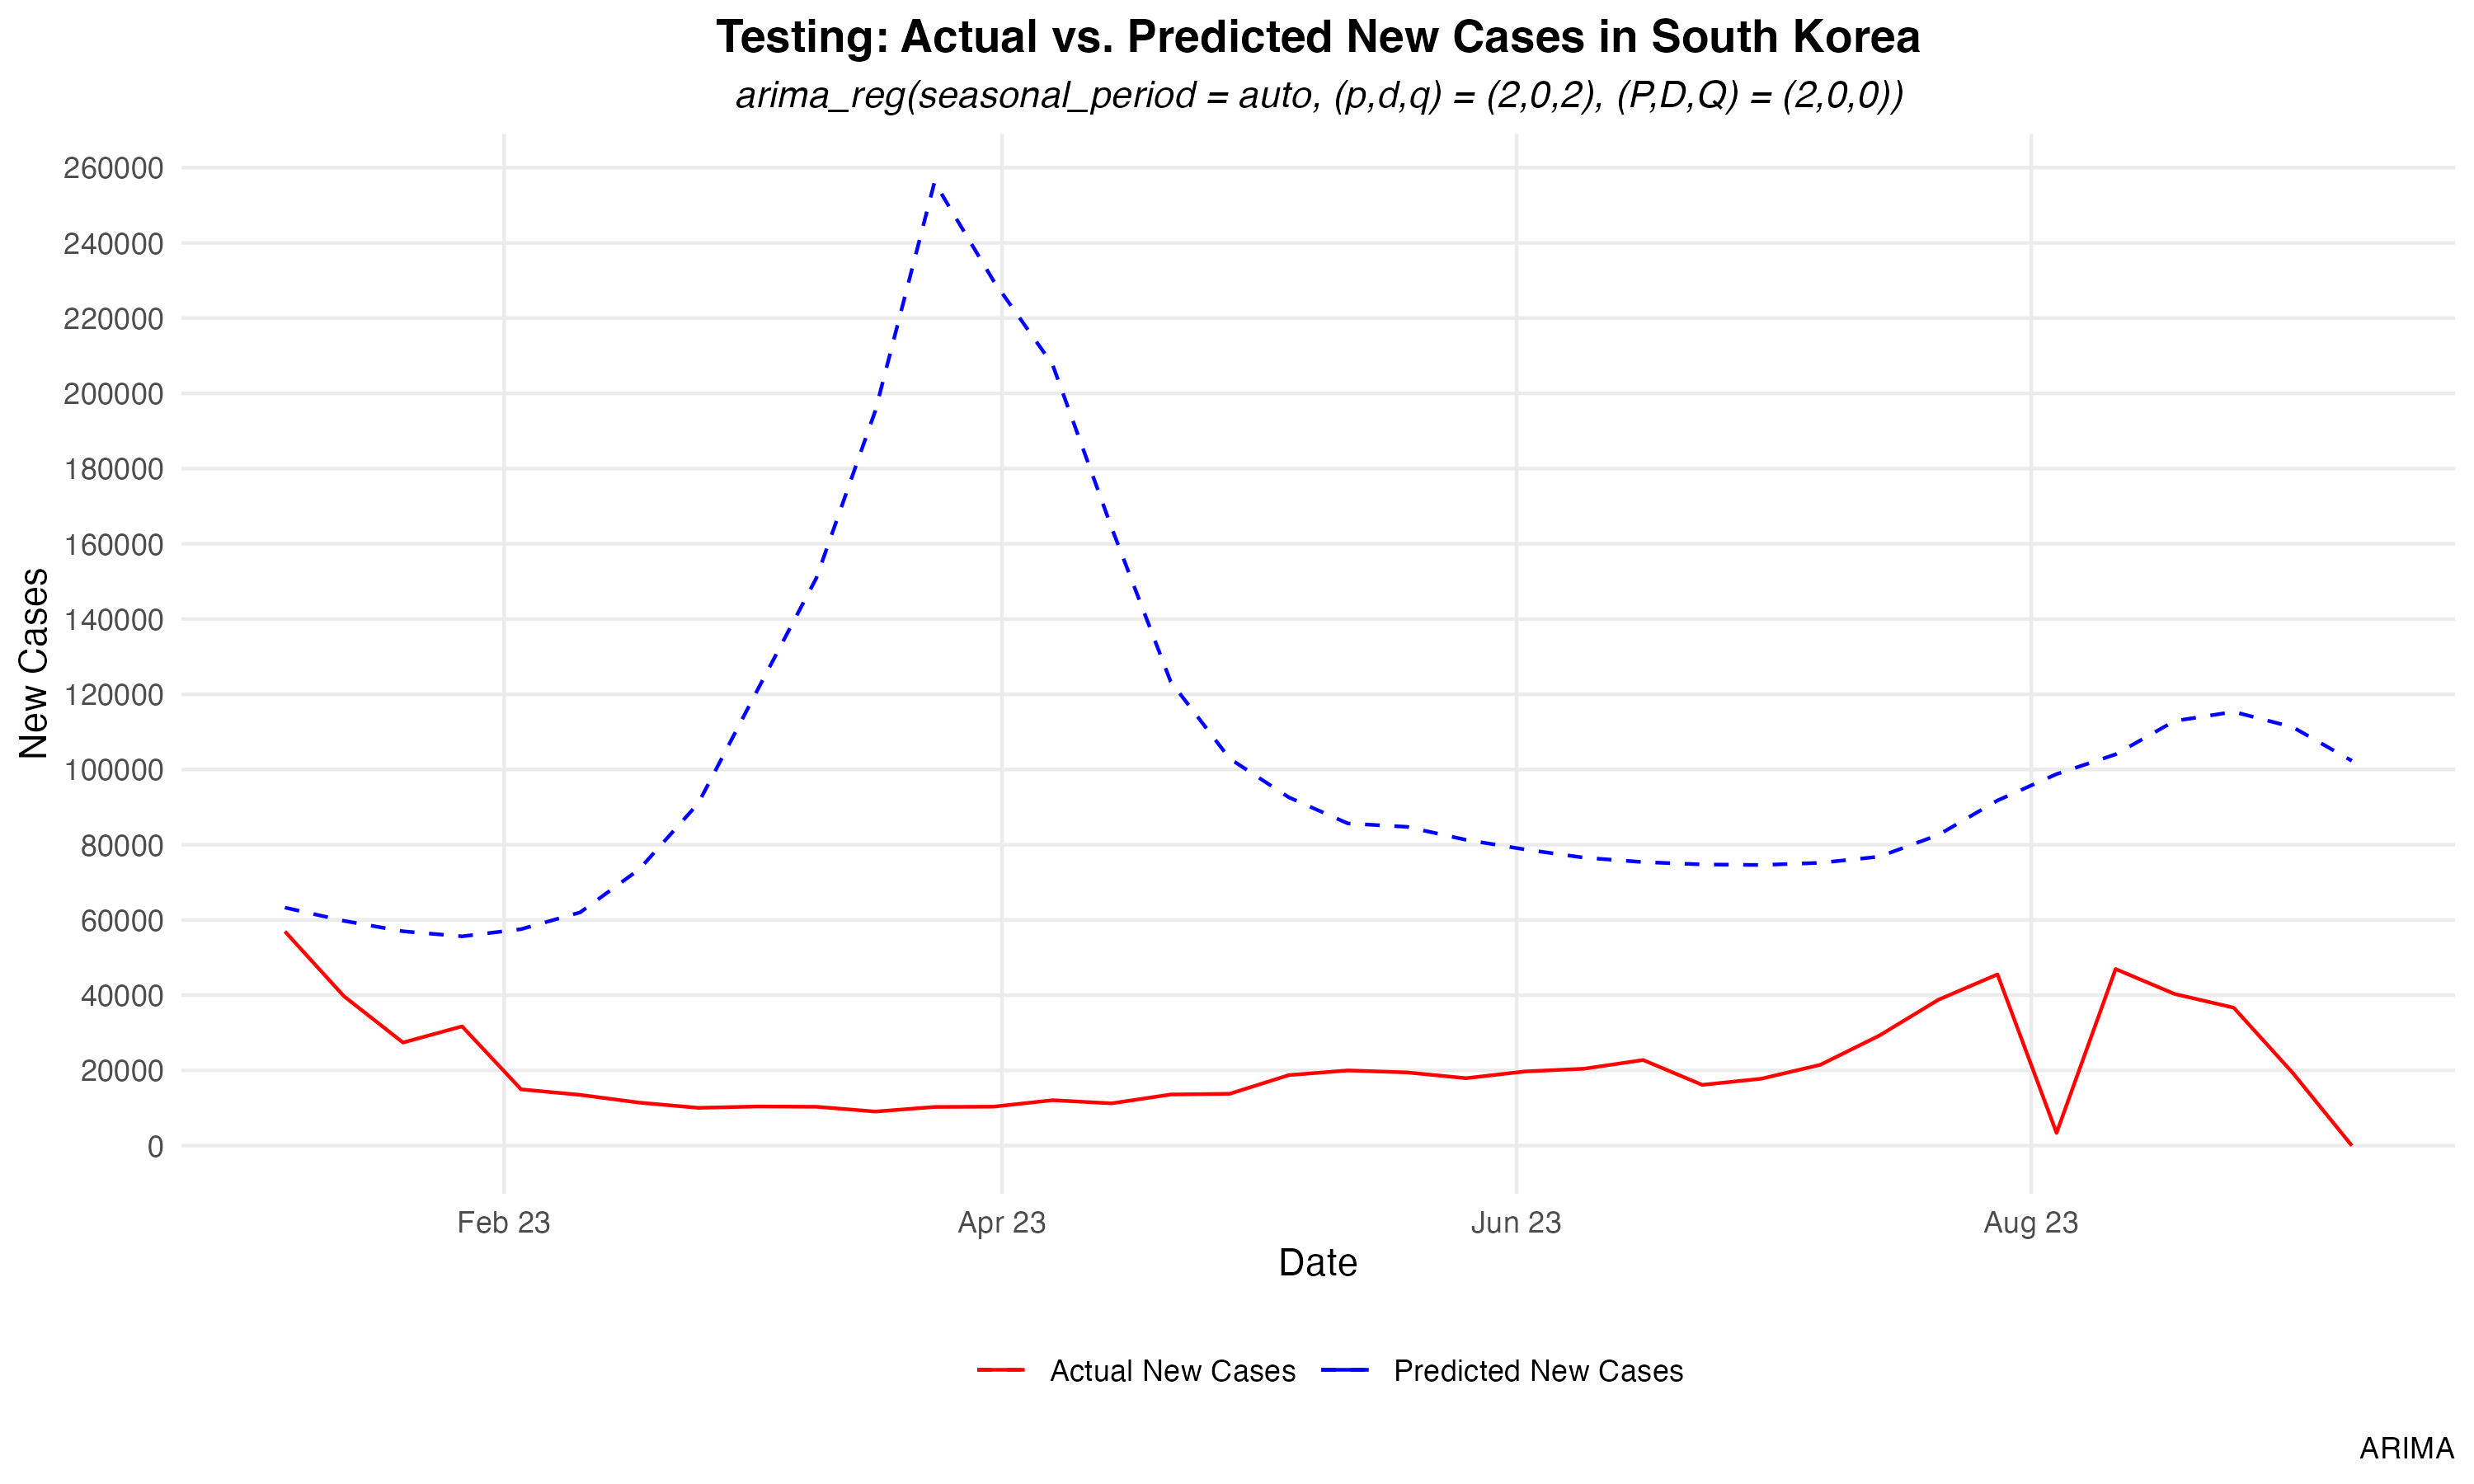 Testing: Actual vs. Predicted New Cases in South Korea
arima_reg(seasonal_period = auto, (p,d,q) = (2,0,2), (P,D,Q) = (2,0,0))
New Cases
260000
240000
220000
200000
180000
160000
140000
120000
100000
80000
60000
40000
20000
0
Feb 23 Apr 23 Jun 23 Aug 23
Date
Actual New Cases Predicted New Cases
ARIMA